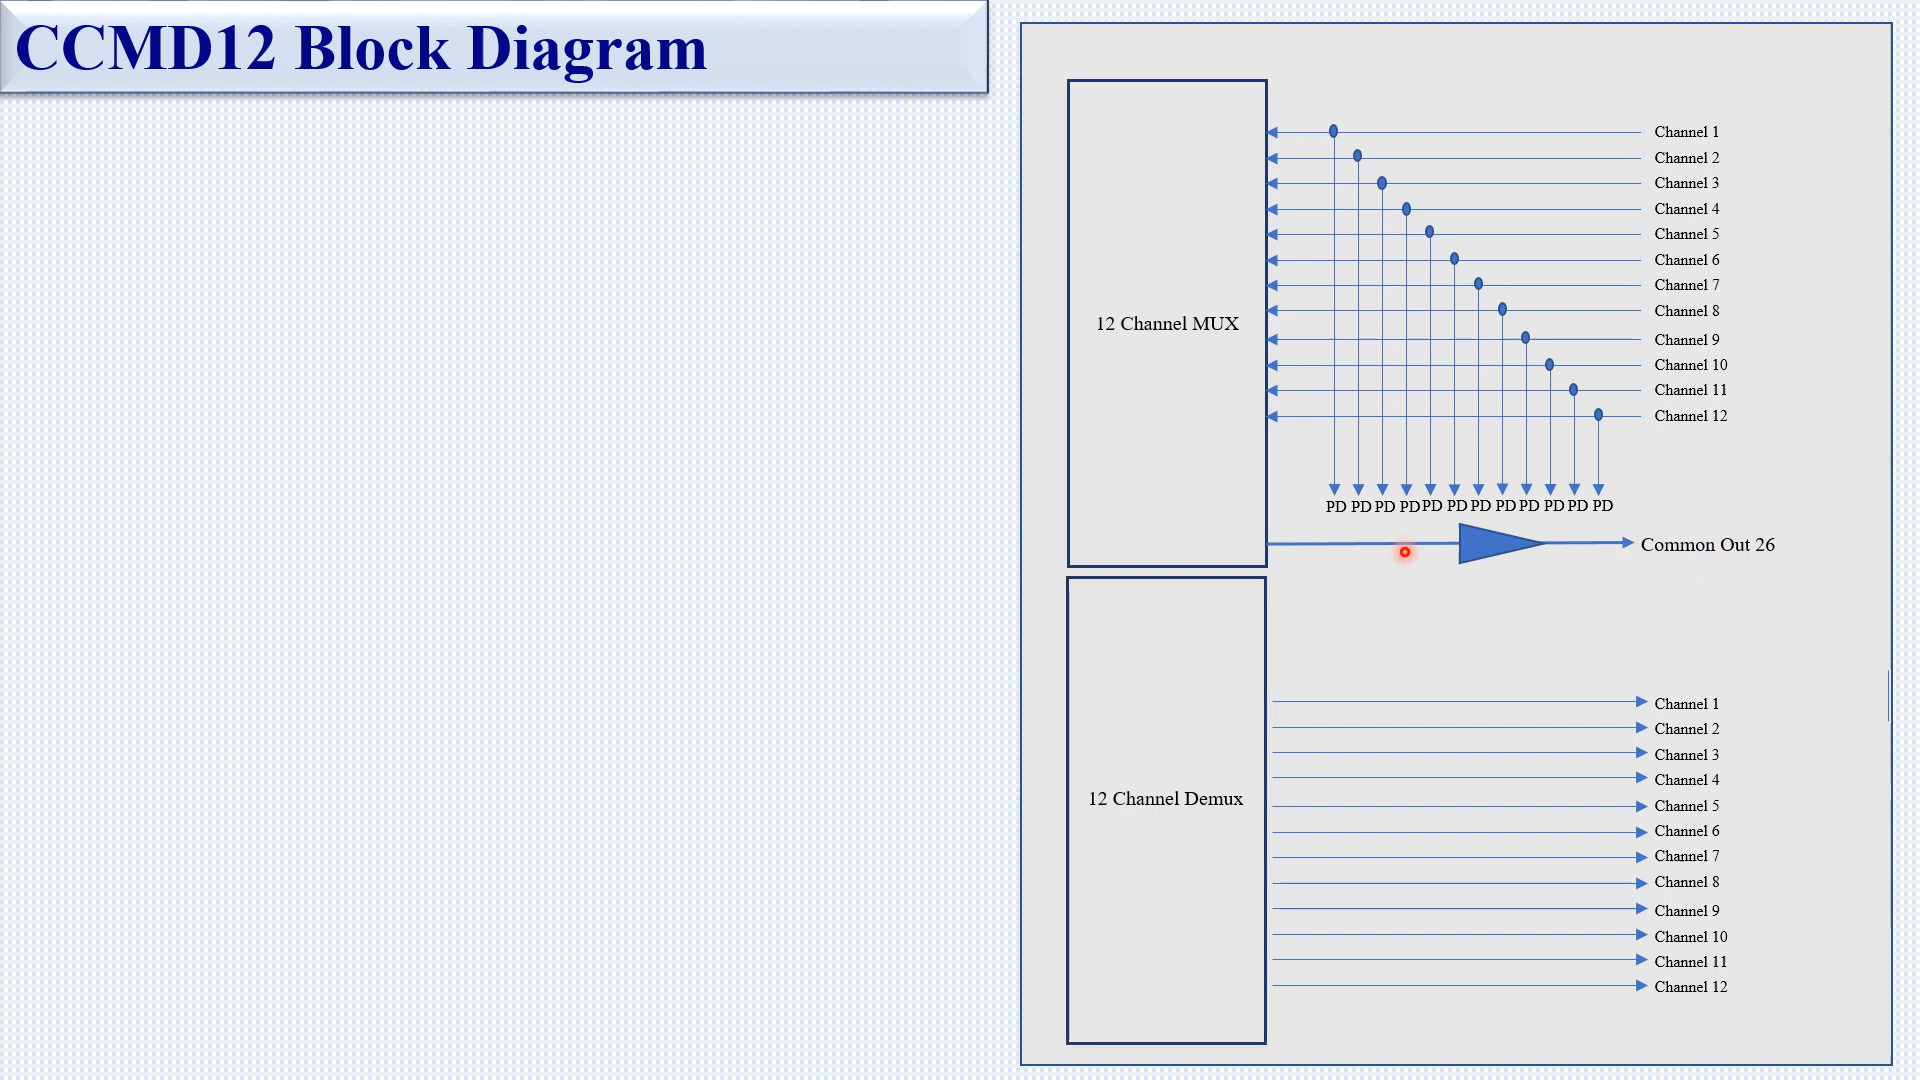 CCMD12 Block Diagram
12 Channel MUX
Channel 1
Channel 2
Channel 3
Channel 4
Channel 5
Channel 6
Channel 7
Channel 8
Channel 9
Channel 10
Channel 11
Channel 12
PD PD PD PD PD PD PD PD PD PD PD PD
Common Out 26
12 Channel Demux
Channel 1
Channel 2
Channel 3
Channel 4
Channel 5
Channel 6
Channel 7
Channel 8
Channel 9
Channel 10
Channel 11
Channel 12